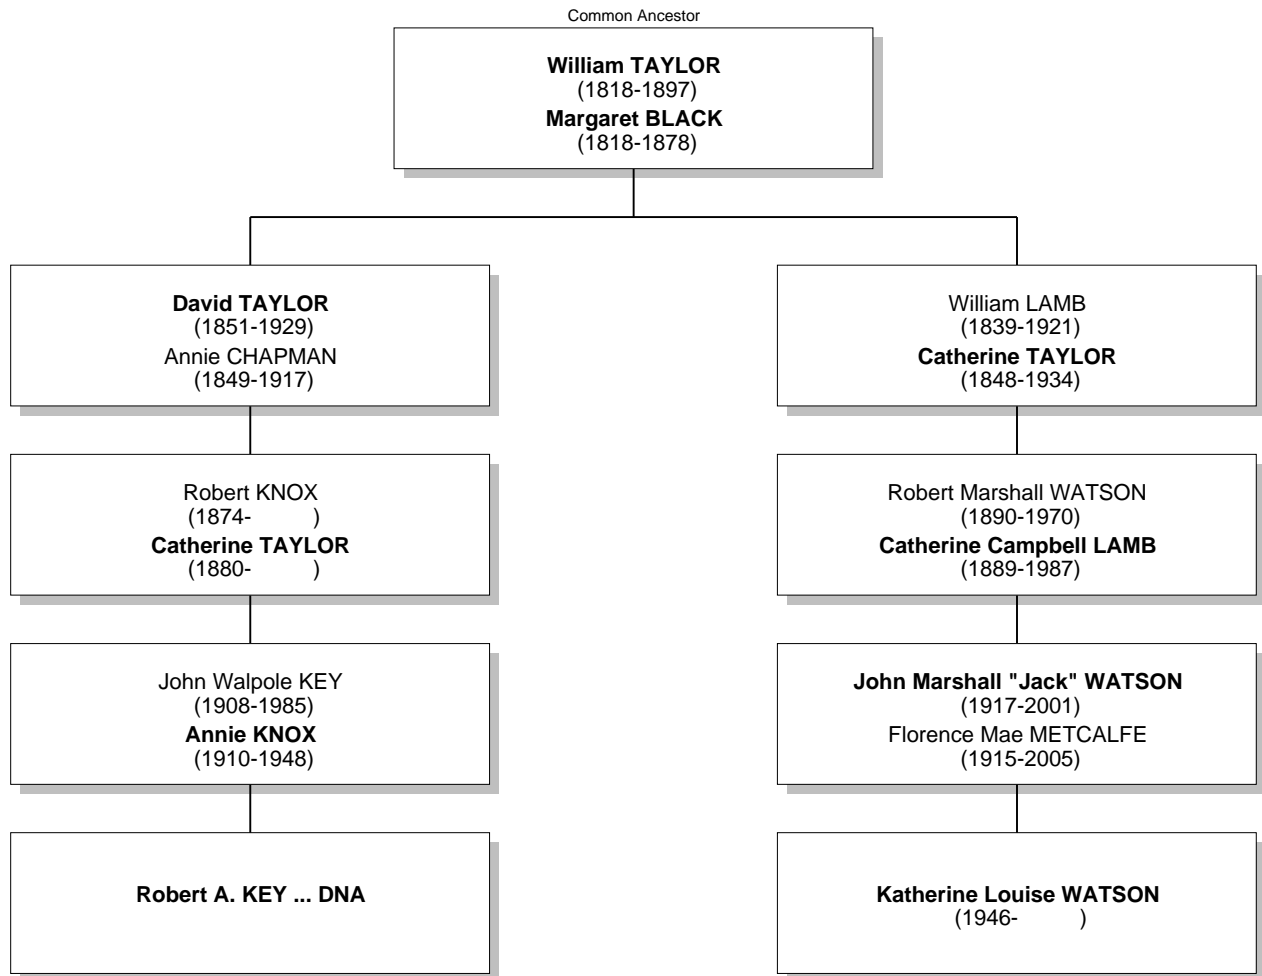 Common Ancestor
William TAYLOR
(1818-1897)
Margaret BLACK
(1818-1878)
David TAYLOR
(1851-1929)
Annie CHAPMAN
(1849-1917)
William LAMB
(1839-1921)
Catherine TAYLOR
(1848-1934)
Robert KNOX
(1874-          )
Catherine TAYLOR
(1880-          )
Robert Marshall WATSON
(1890-1970)
Catherine Campbell LAMB
(1889-1987)
John Walpole KEY
(1908-1985)
Annie KNOX
(1910-1948)
John Marshall "Jack" WATSON
(1917-2001)
Florence Mae METCALFE
(1915-2005)
Robert A. KEY ... DNA
Katherine Louise WATSON
(1946-          )